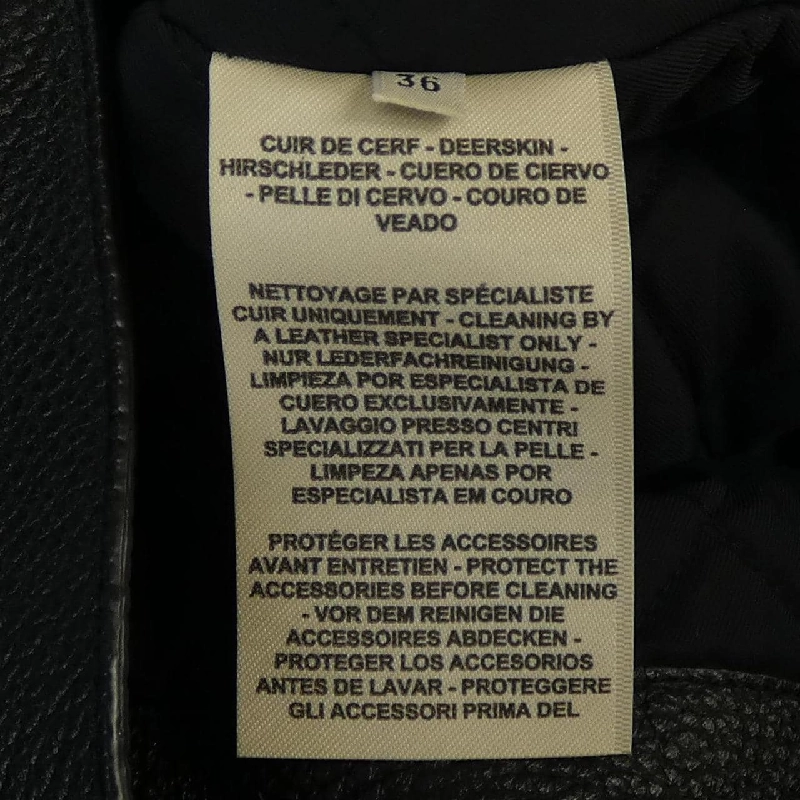 36
CUIR DE CERF - DEERSKIN -
HIRSCHLEDER - CUERO DE CIERVO
- PELLE DI CERVO - COURO DE
VEADO
NETTOYAGE PAR SPÉCIALISTE
CUIR UNIQUEMENT - CLEANING BY
A LEATHER SPECIALIST ONLY -
NUR LEDERFACHREINIGUNG -
LIMPIEZA POR ESPECIALISTA DE
CUERO EXCLUSIVAMENTE -
LAVAGGIO PRESSO CENTRI
SPECIALIZZATI PER LA PELLE -
LIMPEZA APENAS POR
ESPECIALISTA EM COURO
PROTÉGER LES ACCESSOIRES
AVANT ENTRETIEN - PROTECT THE
ACCESSORIES BEFORE CLEANING
- VOR DEM REINIGEN DIE
ACCESSOIRES ABDECKEN -
PROTEGER LOS ACCESORIOS
ANTES DE LAVAR - PROTEGGERE
GLI ACCESSORI PRIMA DEL